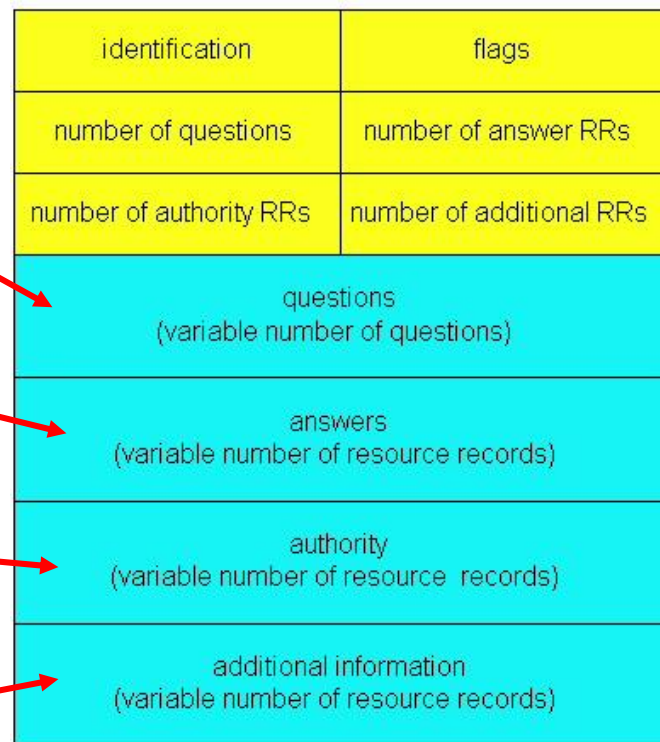 identification
flags
number of questions
number of answer RRs
number of authority RRs
number of additional RRs
questions
(variable number of questions)
answers
(variable number of resource records)
authority
(variable number of resource records)
additional information
(variable number of resource records)